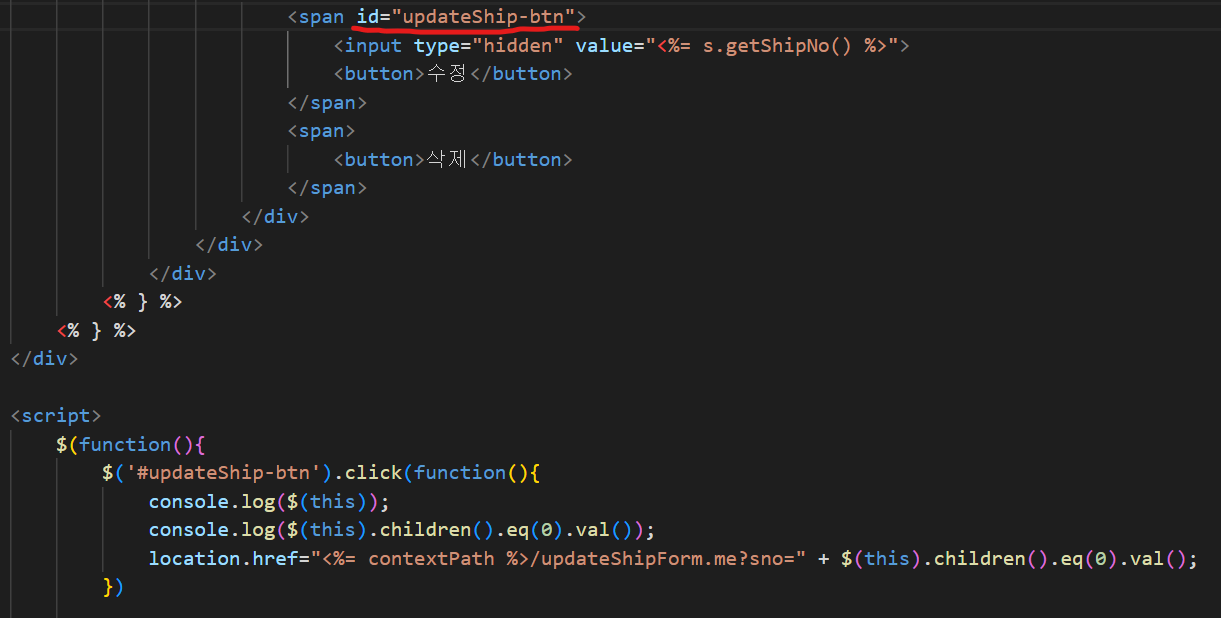 <span id="updateShip-btn">
<input type="hidden" value="<%= s.getShipNo() %>">
<button>수정</button>
</span>
<span>
<button>삭제</button>
</span>
</div>
</div>
</div>
<% } %>
<% } %>
</div>
<script>
$(function(){
$('#updateShip-btn').click(function(){
console.log($(this));
console.log($(this).children().eq(0).val());
location.href="<%= contextPath %>/updateShipForm.me?sno=" + $(this).children().eq(0).val();
})